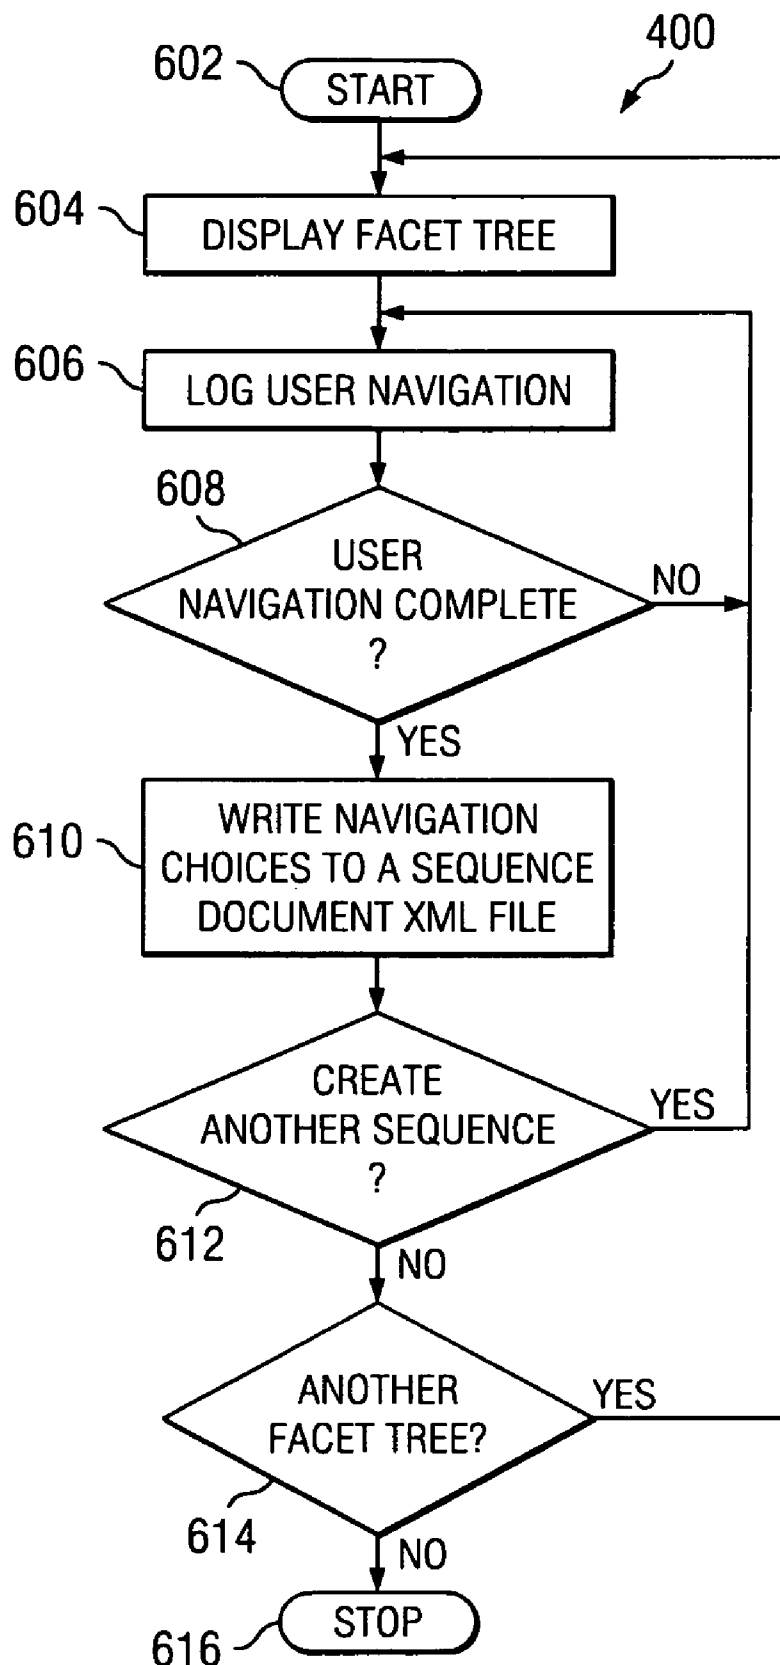 400
602
START
604
DISPLAY FACET TREE
606
LOG USER NAVIGATION
608
USER
NAVIGATION COMPLETE
?
NO
YES
610
WRITE NAVIGATION
CHOICES TO A SEQUENCE
DOCUMENT XML FILE
CREATE
ANOTHER SEQUENCE
?
YES
612
NO
ANOTHER
FACET TREE?
YES
614
NO
STOP
616